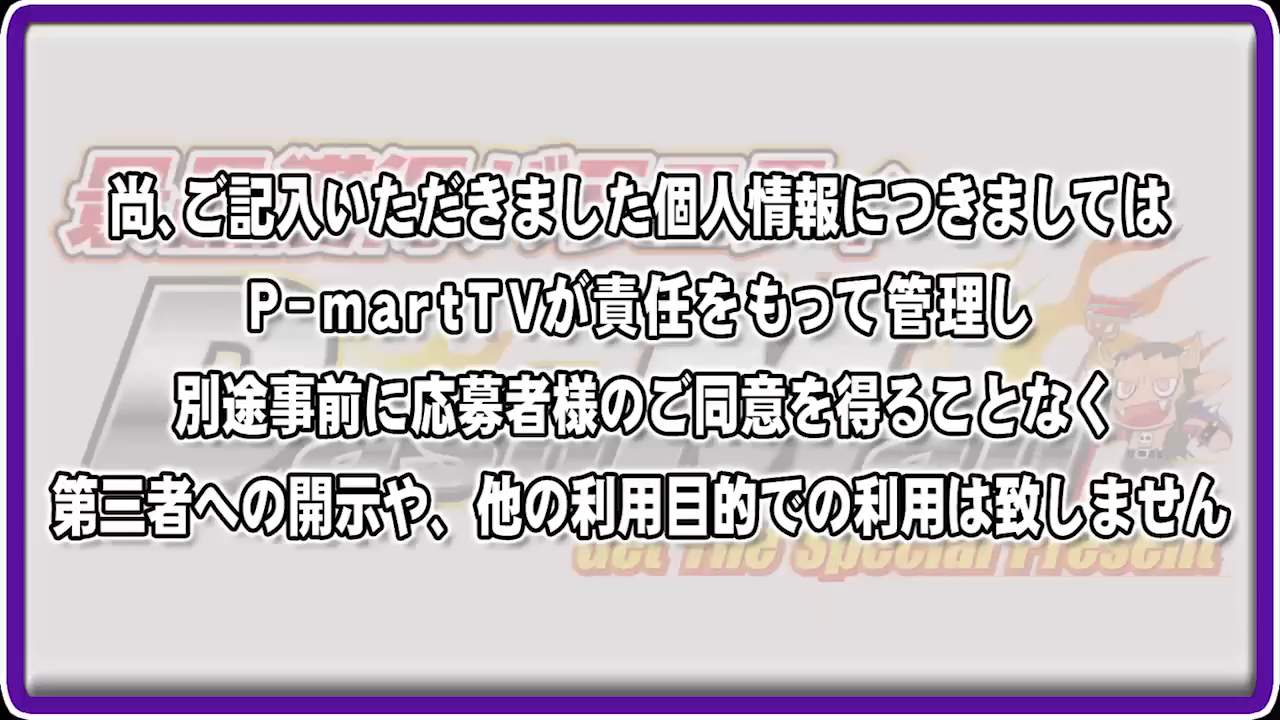 尚、ご記入いただきました個人情報につきましては
P-martTVが責任をもって管理し
別途事前に応募者様のご同意を得ることなく
第三者への開示や、他の利用目的での利用は致しません
Get The Special Present